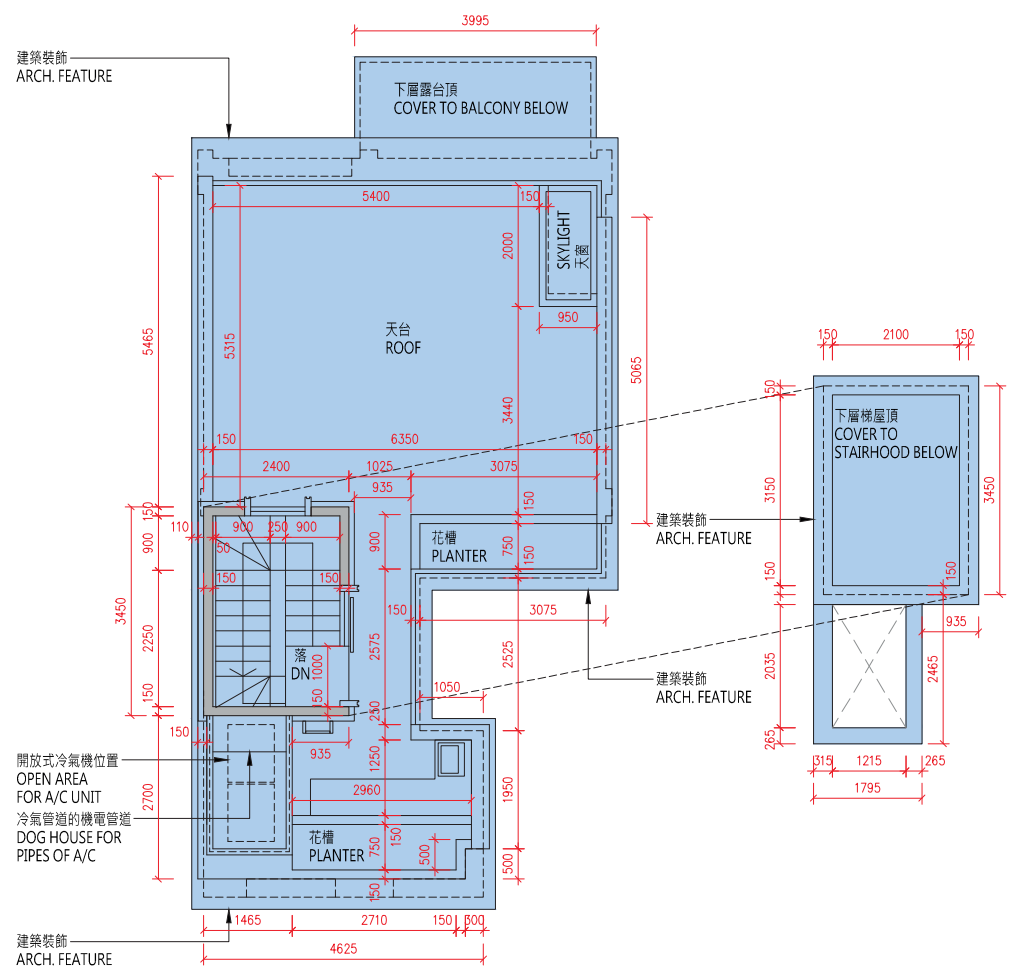 3995
建築裝飾
ARCH. FEATURE
下層露台頂
COVER TO BALCONY BELOW
5400
150
SKYLIGHT
天窗
2000
5465
5315
950
天台
ROOF
5065
3440
150
6350
150
2400
1025
3075
935
150
150
110
900
250
900
50
900
900
花槽
PLANTER
750
150
150
150
3450
2250
150
3075
2575
2525
落
DN
1000
150
150
1050
250
建築裝飾
ARCH. FEATURE
建築裝飾
ARCH. FEATURE
150
935
1250
開放式冷氣機位置
OPEN AREA
FOR A/C UNIT
冷氣管道的機電管道
DOG HOUSE FOR
PIPES OF A/C
2700
2960
1950
花槽
PLANTER
750
150
500
500
150
1465
2710
150
300
4625
建築裝飾
ARCH. FEATURE
150
2100
150
150
下層梯屋頂
COVER TO
STAIRHOOD BELOW
3150
3450
150
150
935
2035
2465
265
315
1215
265
1795